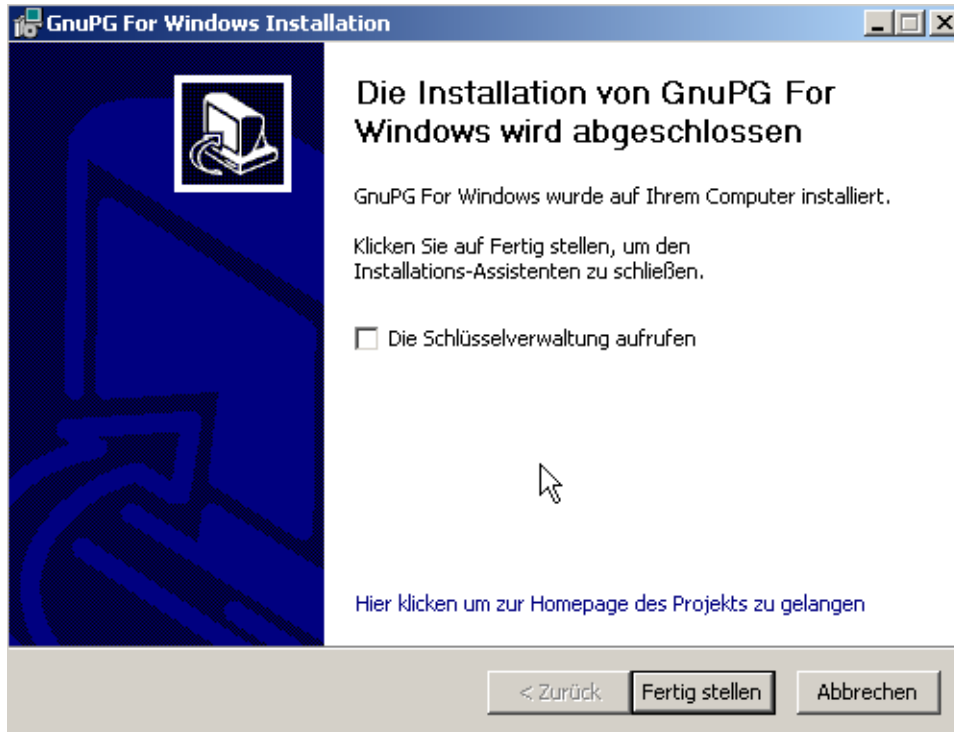 GnuPG For Windows Installation
Die Installation von GnuPG For
Windows wird abgeschlossen
GnuPG For Windows wurde auf Ihrem Computer installiert.
Klicken Sie auf Fertig stellen, um den
Installations-Assistenten zu schließen.
Die Schlüsselverwaltung aufrufen
Hier klicken um zur Homepage des Projekts zu gelangen
< Zurück Fertig stellen Abbrechen